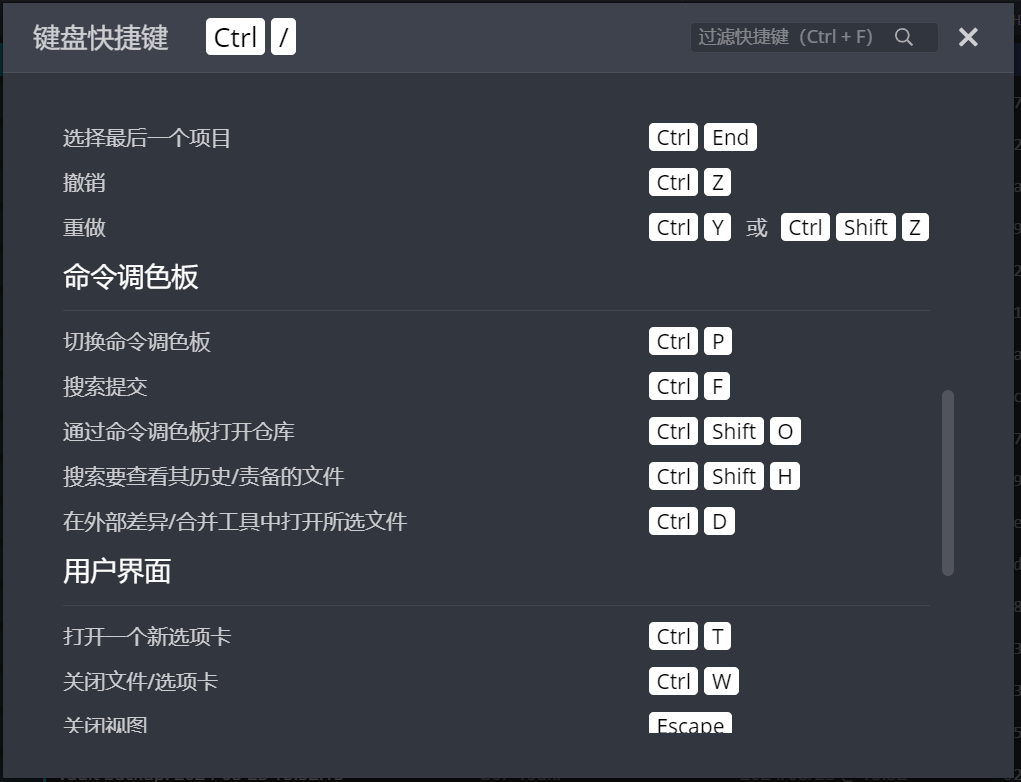 键盘快捷键 Ctrl /
过滤快捷键（Ctrl + F）
选择最后一个项目 Ctrl End
撤销 Ctrl Z
重做 Ctrl Y 或 Ctrl Shift Z
命令调色板
切换命令调色板 Ctrl P
搜索提交 Ctrl F
通过命令调色板打开仓库 Ctrl Shift O
搜索要查看其历史/责备的文件 Ctrl Shift H
在外部差异/合并工具中打开所选文件 Ctrl D
用户界面
打开一个新选项卡 Ctrl T
关闭文件/选项卡 Ctrl W
关闭视图 Escape